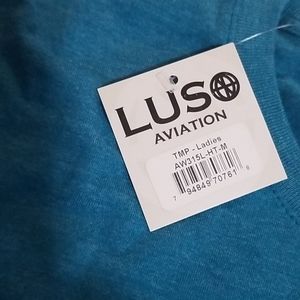 LUSO
AVIATION
TMP - Ladies
AW315L-HT-M
7 94849 70761 6